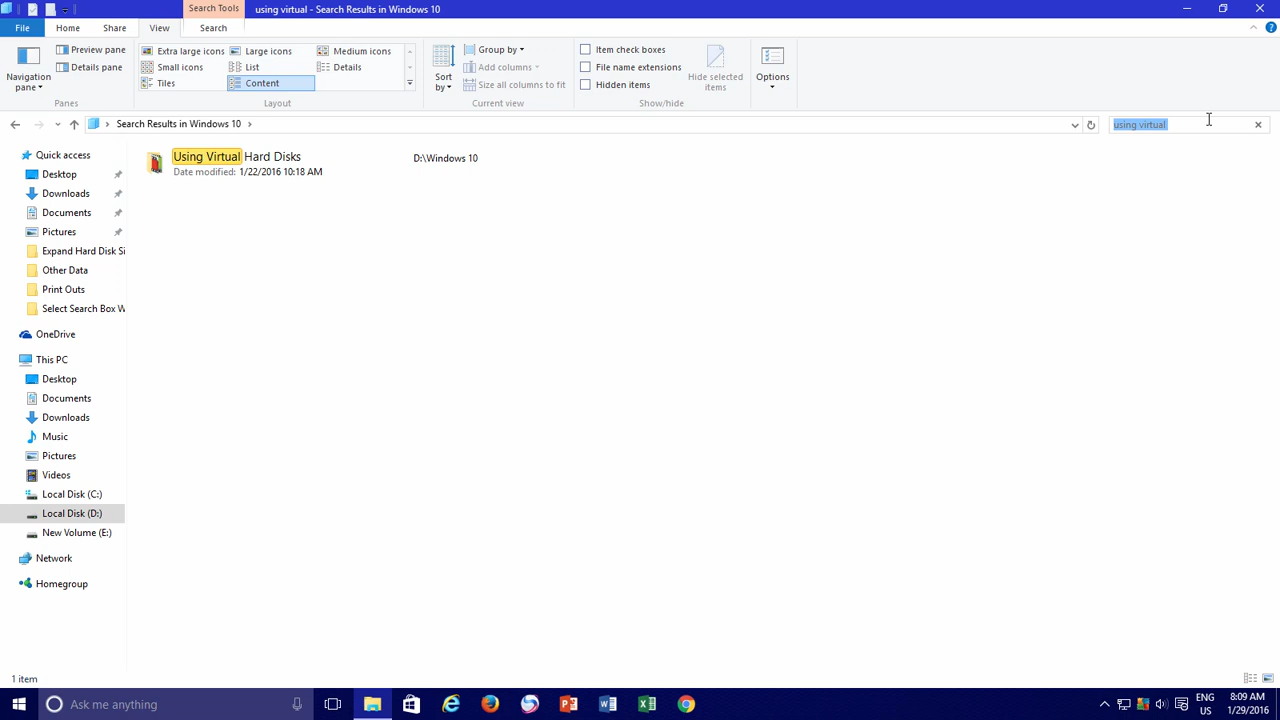 Search Tools
using virtual - Search Results in Windows 10
File Home Share View Search
Navigation pane
Preview pane
Details pane
Panes
Extra large icons Large icons Medium icons
Small icons List Details
Tiles Content
Layout
Sort by
Group by
Add columns
Size all columns to fit
Current view
Item check boxes
File name extensions
Hidden items
Hide selected items
Show/hide
Options
Search Results in Windows 10
using virtual
Quick access
Desktop
Downloads
Documents
Pictures
Expand Hard Disk Si
Other Data
Print Outs
Select Search Box W
OneDrive
This PC
Desktop
Documents
Downloads
Music
Pictures
Videos
Local Disk (C:)
Local Disk (D:)
New Volume (E:)
Network
Homegroup
Using Virtual Hard Disks D:\Windows 10
Date modified: 1/22/2016 10:18 AM
1 item
Ask me anything
ENG
US
8:09 AM
1/29/2016